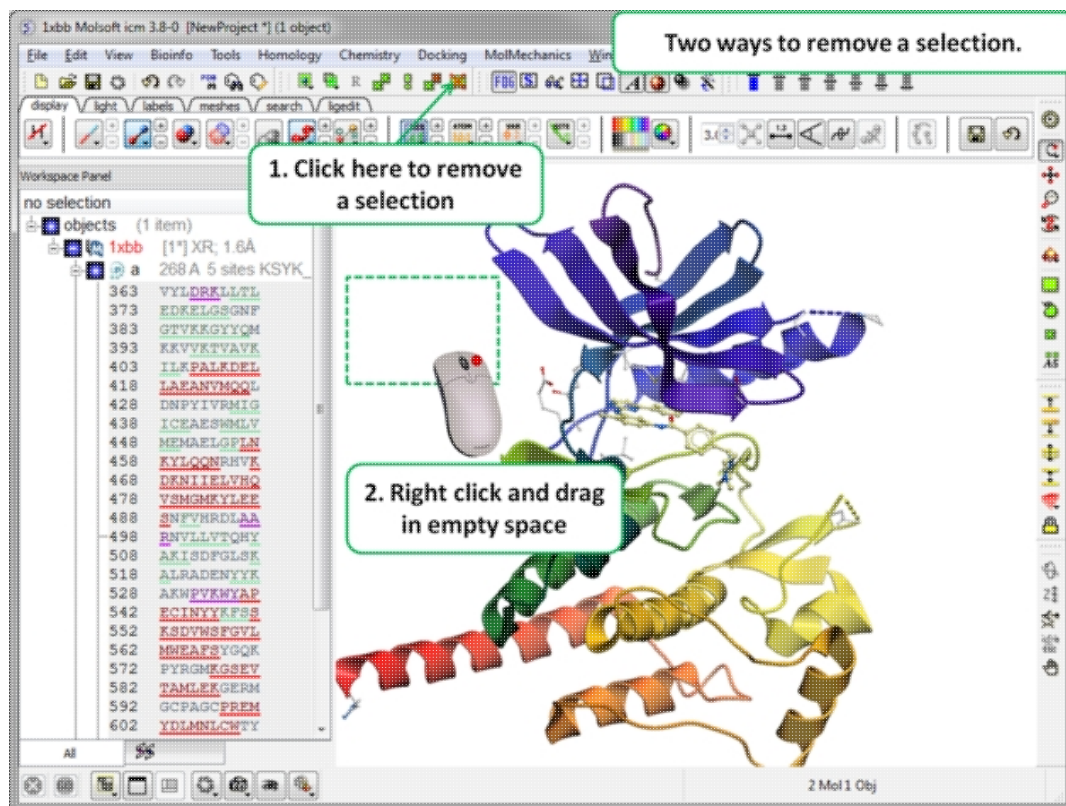 1xbb Molsoft icm 3.8-0 [NewProject *] (1 object)
Two ways to remove a selection.
File Edit View Bioinfo Tools Homology Chemistry Docking MolMechanics
display light labels meshes search ligedit
1. Click here to remove
a selection
Workspace Panel
no selection
objects (1 item)
1xbb [1*] XR; 1.6Å
a 268 A 5 sites KSYK_
363 VYLDRKLLTL
373 EDKELGSGNF
383 GTVKKGYYQM
393 KKVVKTVAVK
403 ILKPALKDEL
418 LAEANVMQQL
428 DNPYIVRMIG
438 ICEAESWMLV
448 MEMAELGPLN
458 KYLQQNRHVK
468 DKNIIELVHQ
478 VSMGMKYLEE
488 SNFVHRDLAA
498 RNVLLVTQHY
508 AKISDFGLSK
518 ALRADENYYK
528 AKWPVKWYAP
542 ECINYYKFSS
552 KSDVWSFGVL
562 MWEAFSYGQK
572 PYRGMKGSEV
582 TAMLEKGERM
592 GCPAGCPREM
602 YDLMNLCWTY
2. Right click and drag
in empty space
All
2 Mol 1 Obj